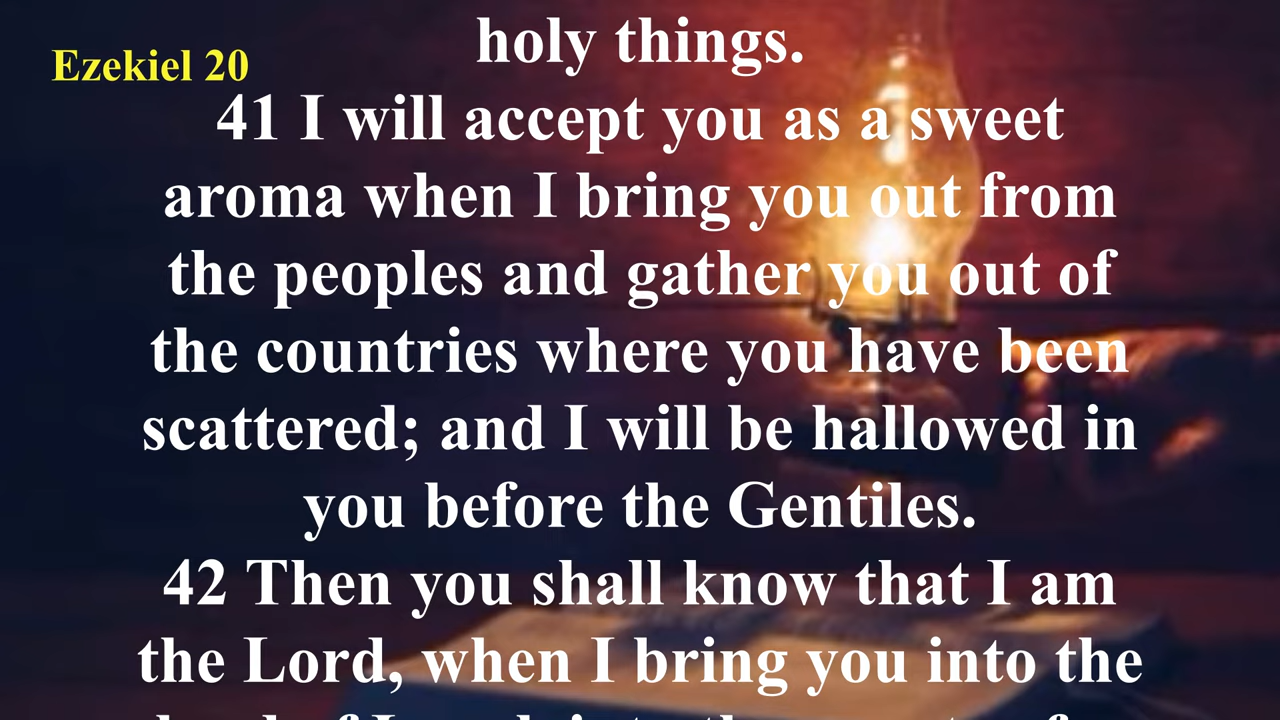 holy things.
Ezekiel 20
41 I will accept you as a sweet
aroma when I bring you out from
the peoples and gather you out of
the countries where you have been
scattered; and I will be hallowed in
you before the Gentiles.
42 Then you shall know that I am
the Lord, when I bring you into the